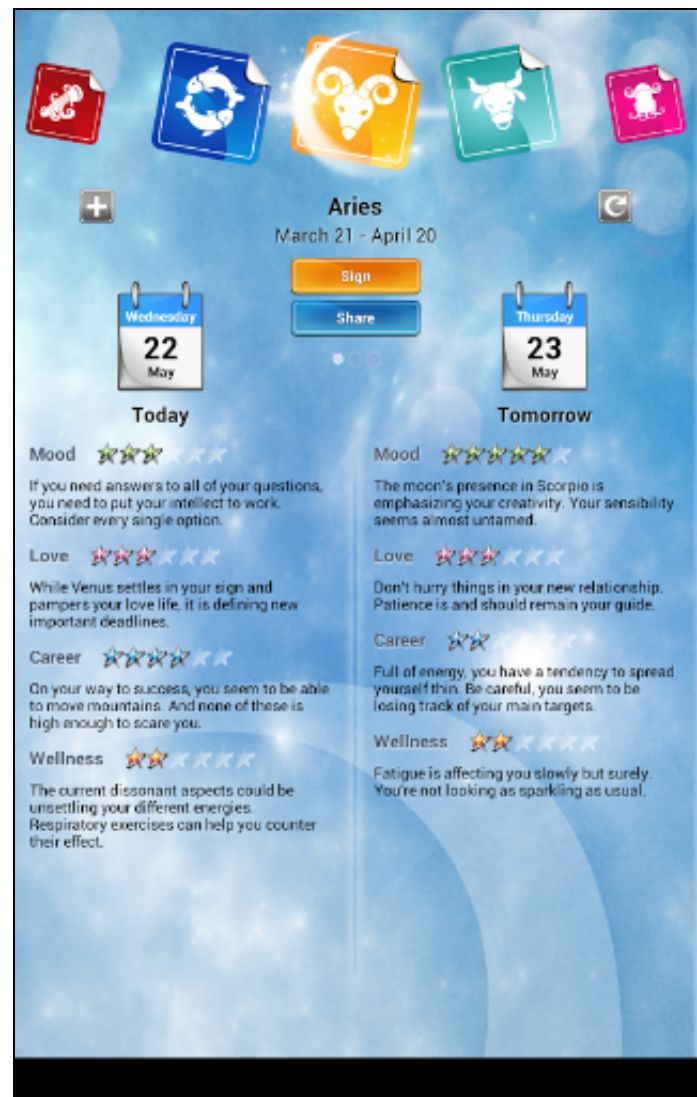 Aries
March 21 - April 20
Sign
Share
Wednesday
22
May
Today
Thursday
23
May
Tomorrow
Mood
If you need answers to all of your questions,
you need to put your intellect to work.
Consider every single option.
Love
While Venus settles in your sign and
pampers your love life, it is defining new
important deadlines.
Career
On your way to success, you seem to be able
to move mountains. And none of these is
high enough to scare you.
Wellness
The current dissonant aspects could be
unsettling your different energies.
Respiratory exercises can help you counter
their effect.
Mood
The moon's presence in Scorpio is
emphasizing your creativity. Your sensibility
seems almost untamed.
Love
Don't hurry things in your new relationship.
Patience is and should remain your guide.
Career
Full of energy, you have a tendency to spread
yourself thin. Be careful, you seem to be
losing track of your main targets.
Wellness
Fatigue is affecting you slowly but surely.
You're not looking as sparkling as usual.